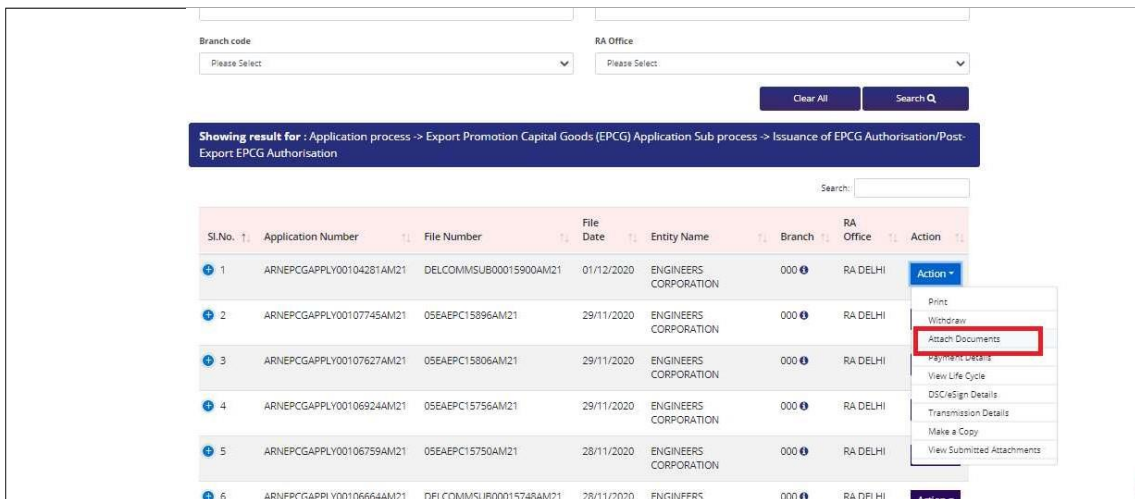 Branch code RA Office
Please Select Please Select
Clear All Search
Showing result for : Application process -> Export Promotion Capital Goods (EPCG) Application Sub process -> Issuance of EPCG Authorisation/Post-
Export EPCG Authorisation
Search:
Sl.No. Application Number File Number File Date Entity Name Branch RA Office Action
1 ARNEPCGAPPLY00104281AM21 DELCOMMSUB00015900AM21 01/12/2020 ENGINEERS CORPORATION 000 RA DELHI Action
Print
Withdraw
Attach Documents
Payment Details
View Life Cycle
DSC/eSign Details
Transmission Details
Make a Copy
View Submitted Attachments
2 ARNEPCGAPPLY00107745AM21 05EAEPC15896AM21 29/11/2020 ENGINEERS CORPORATION 000 RA DELHI
3 ARNEPCGAPPLY00107627AM21 05EAEPC15806AM21 29/11/2020 ENGINEERS CORPORATION 000 RA DELHI
4 ARNEPCGAPPLY00106924AM21 05EAEPC15756AM21 29/11/2020 ENGINEERS CORPORATION 000 RA DELHI
5 ARNEPCGAPPLY00106759AM21 05EAEPC15750AM21 28/11/2020 ENGINEERS CORPORATION 000 RA DELHI
6 ARNEPCGAPPLY00106664AM21 DELCOMMSUB00015748AM21 28/11/2020 ENGINEERS 000 RA DELHI Action